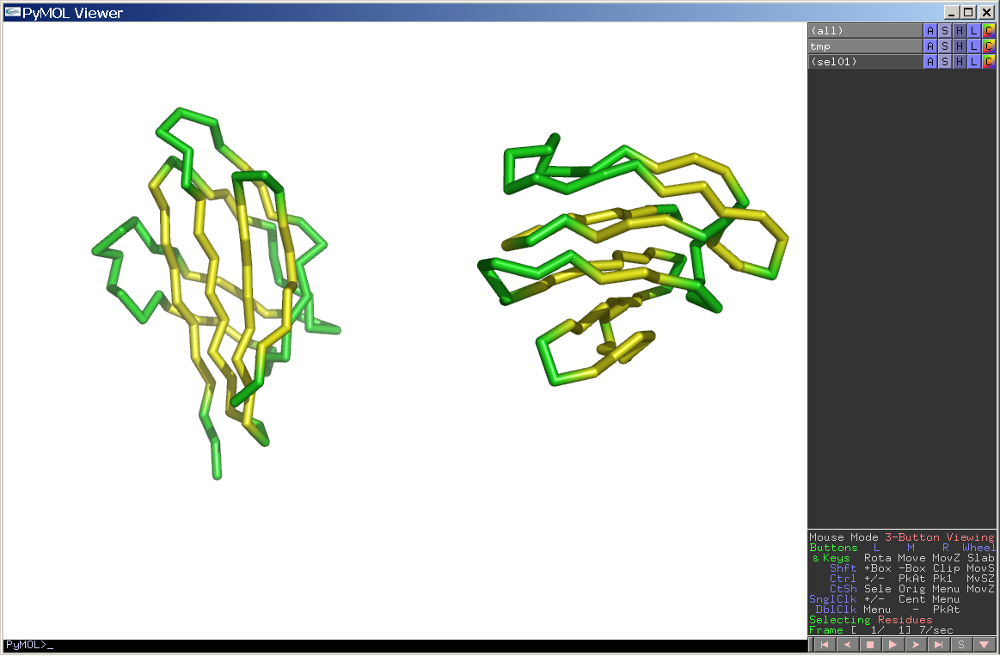 PyMOL Viewer
(all) A S H L C
tmp A S H L C
(sel01) A S H L C
Mouse Mode 3-Button Viewing
Buttons L M R Wheel
& Keys Rota Move MovZ Slab
Shft +Box -Box Clip MovS
Ctrl +/- PkAt Pk1 MvSZ
CtSh Sele Orig Menu MovZ
SnglClk +/- Cent Menu
DblClk Menu - PkAt
Selecting Residues
Frame [ 1/ 1] 7/sec
S
PyMOL>_